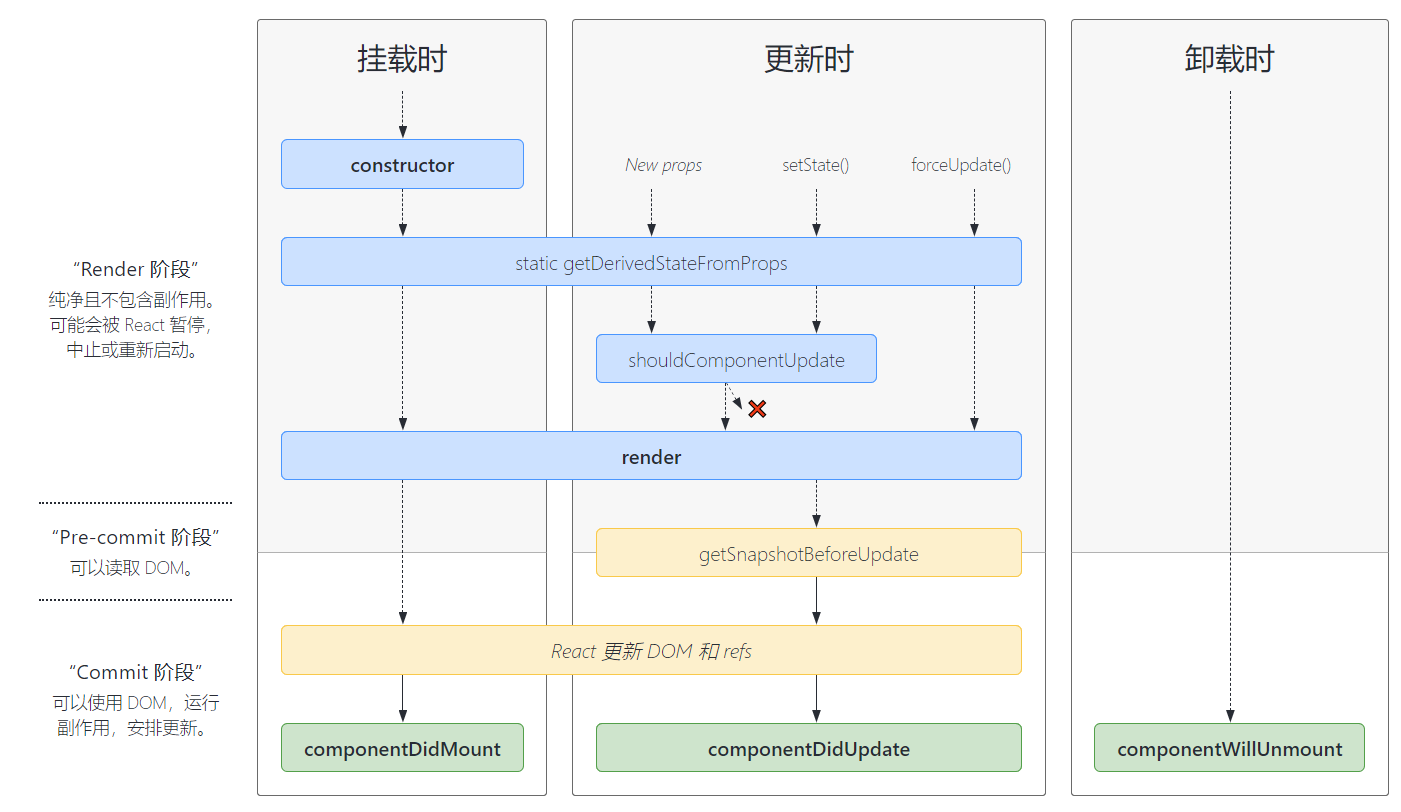 挂载时
更新时
卸载时
constructor
New props
setState()
forceUpdate()
static getDerivedStateFromProps
“Render 阶段”
纯净且不包含副作用。
可能会被 React 暂停，
中止或重新启动。
shouldComponentUpdate
render
“Pre-commit 阶段”
可以读取 DOM。
getSnapshotBeforeUpdate
React 更新 DOM 和 refs
“Commit 阶段”
可以使用 DOM，运行
副作用，安排更新。
componentDidMount
componentDidUpdate
componentWillUnmount